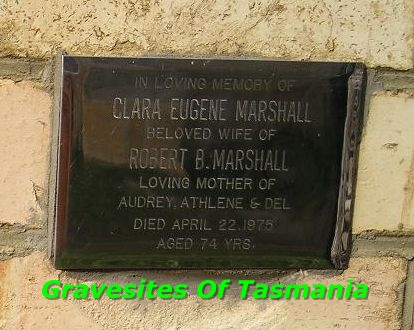 IN LOVING MEMORY OF
CLARA EUGENE MARSHALL
BELOVED WIFE OF
ROBERT B. MARSHALL
LOVING MOTHER OF
AUDREY, ATHLENE & DEL
DIED APRIL 22.1975
AGED 74 YRS.
Gravesites Of Tasmania